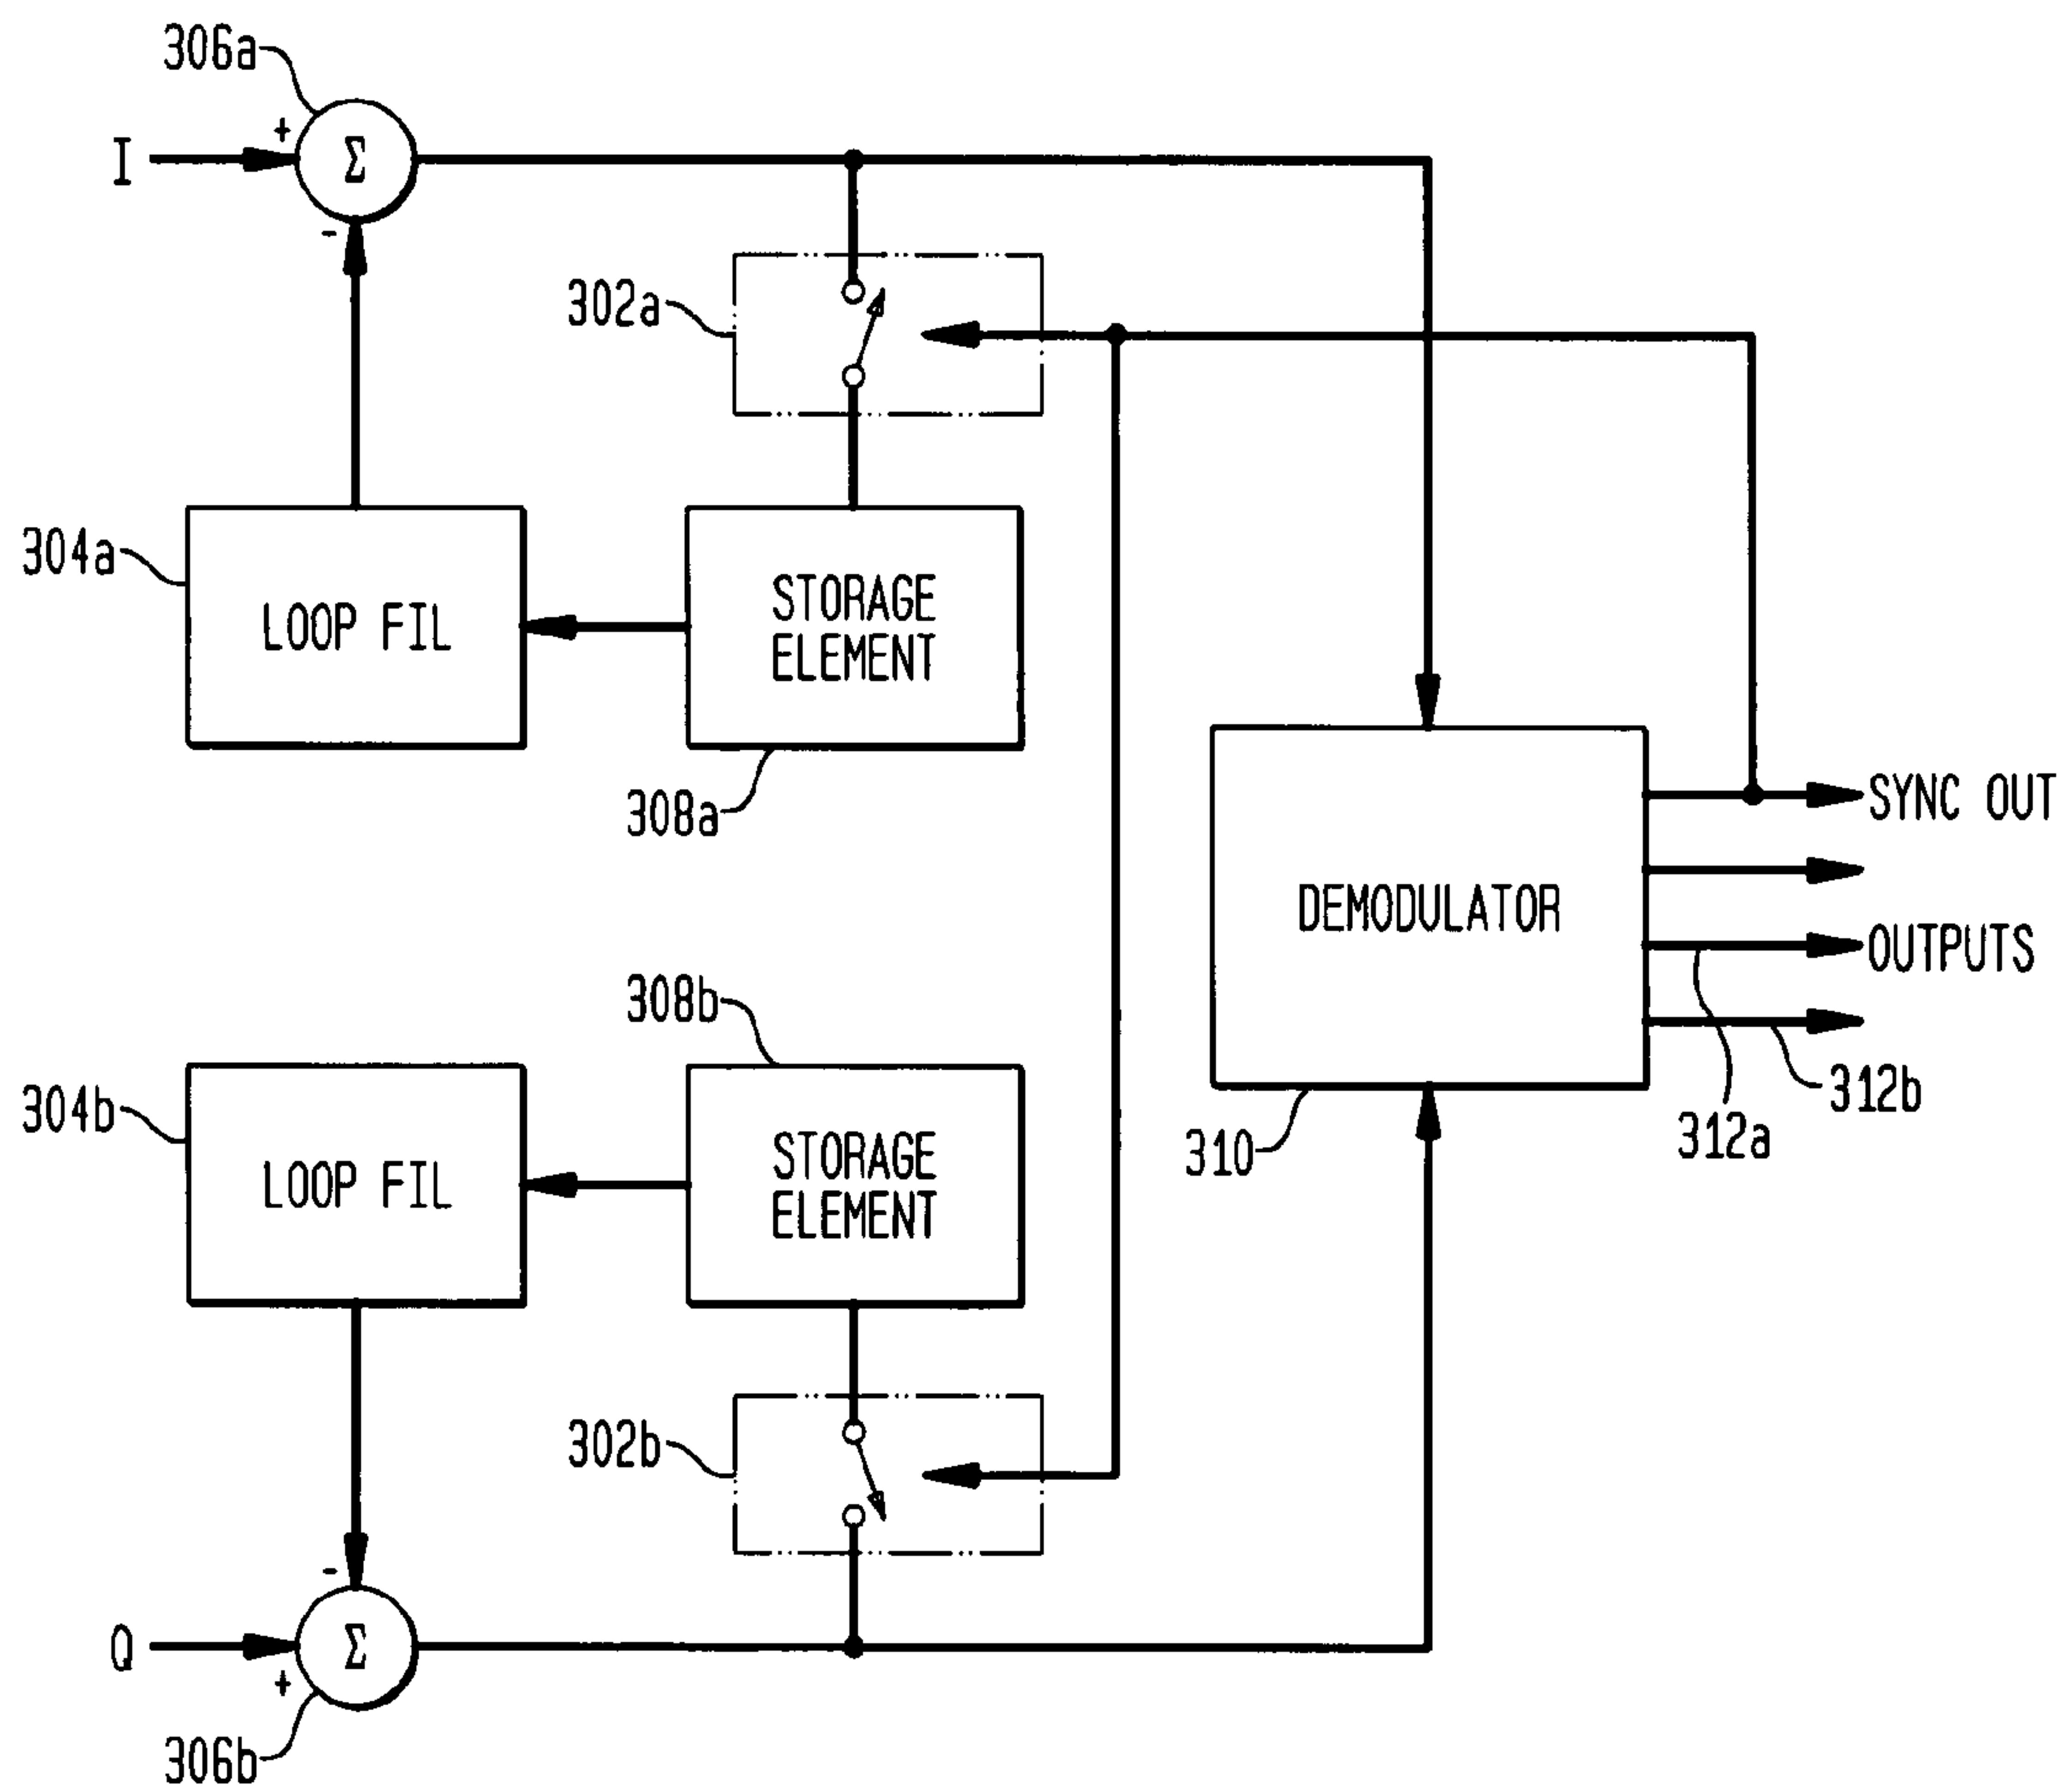 306a
+
I
Σ
-
302a
304a
LOOP FIL
STORAGE
ELEMENT
308a
SYNC OUT
DEMODULATOR
OUTPUTS
308b
304b
LOOP FIL
STORAGE
ELEMENT
310
312a
312b
302b
-
Q
Σ
+
306b